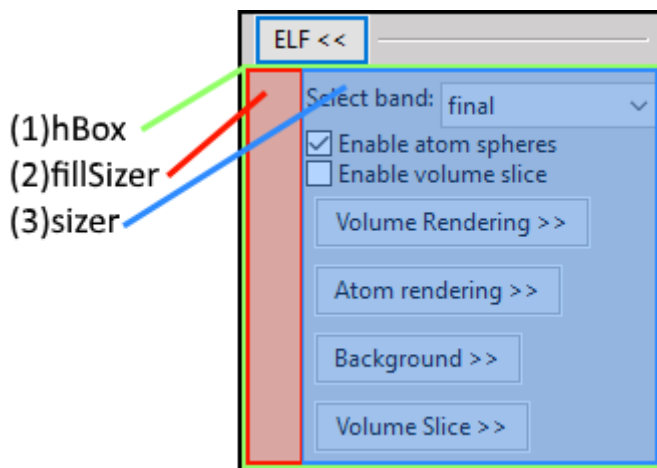 ELF <<
(1)hBox
(2)fillSizer
(3)sizer
Select band: final
Enable atom spheres
Enable volume slice
Volume Rendering >>
Atom rendering >>
Background >>
Volume Slice >>